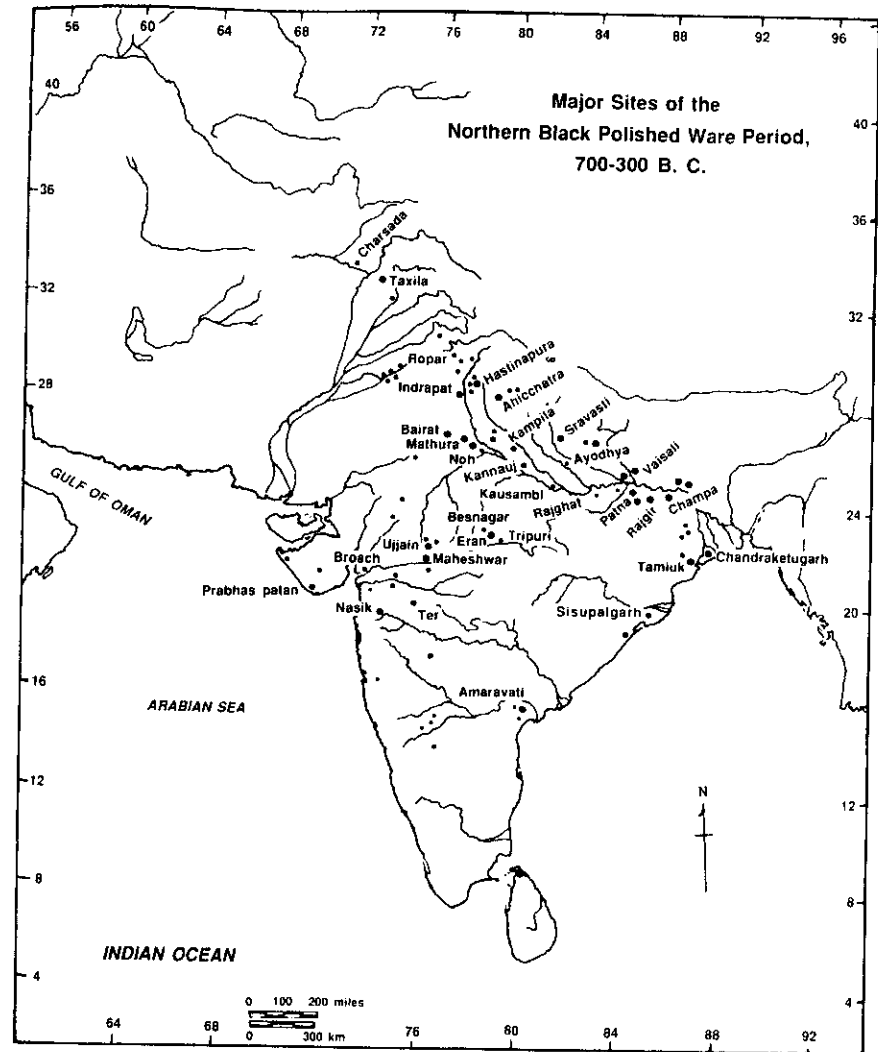 56 60 64 68 72 76 80 84 88 92 96
40
Major Sites of the
Northern Black Polished Ware Period,
700-300 B. C.
40
36
36
Charsada
Taxila
32
32
Ropar
Hastinapura
28
Indrapat
Ahicchatra
28
Bairat
Kampila
Sravasti
Mathura
Noh
Ayodhya
Vaisali
Kannauj
GULF OF OMAN
Kausambi
Rajghat
Patna
Rajgir
Champa
24
Besnagar
Ujjain
Eran
Tripuri
Broach
Maheshwar
Chandraketugarh
Tamluk
Prabhas patan
Nasik
Ter
Sisupalgarh
20
16
ARABIAN SEA
Amaravati
16
N
12
12
8
8
INDIAN OCEAN
4
4
0 100 200 miles
0 300 km
64 68 76 80 88 92